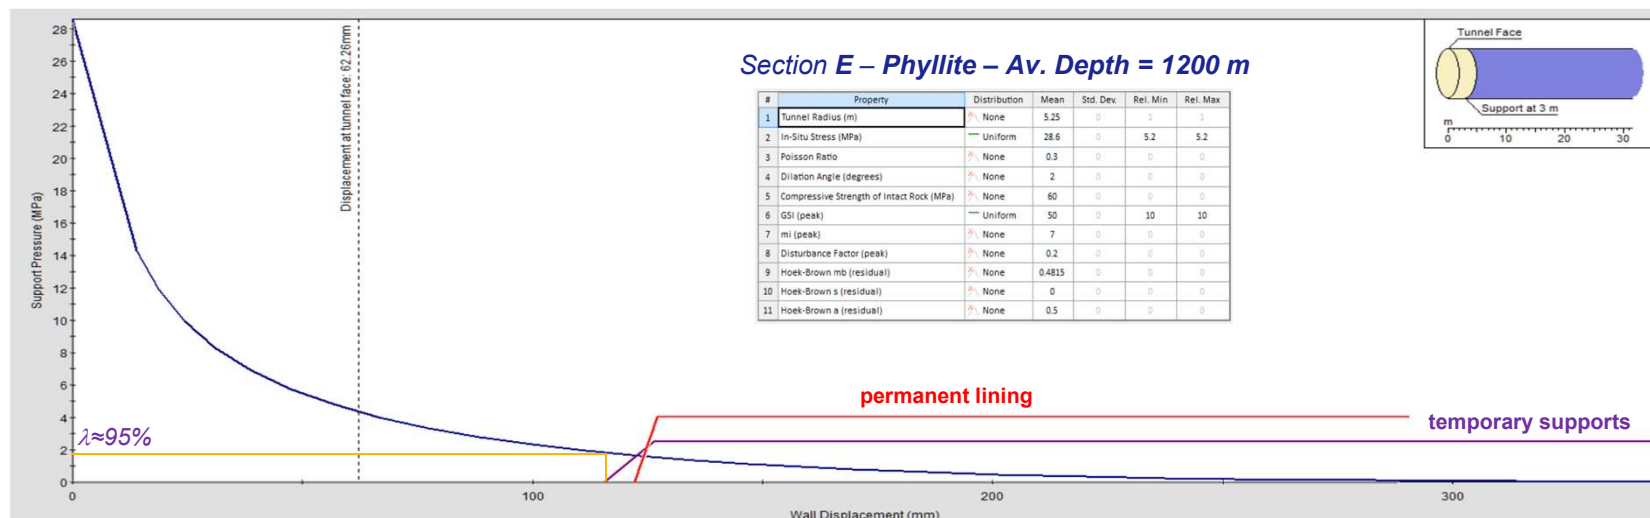 Section E – Phyllite – Av. Depth = 1200 m
# Property Distribution Mean Std. Dev. Rel. Min Rel. Max
1 Tunnel Radius (m) None 5.25 0 1 1
2 In-Situ Stress (MPa) Uniform 28.6 0 5.2 5.2
3 Poisson Ratio None 0.3 0 0 0
4 Dilation Angle (degrees) None 2 0 0 0
5 Compressive Strength of Intact Rock (MPa) None 60 0 0 0
6 GSI (peak) Uniform 50 0 10 10
7 mi (peak) None 7 0 0 0
8 Disturbance Factor (peak) None 0.2 0 0 0
9 Hoek-Brown mb (residual) None 0.4815 0 0 0
10 Hoek-Brown s (residual) None 0 0 0 0
11 Hoek-Brown a (residual) None 0.5 0 0 0
Tunnel Face
Support at 3 m
m
0 10 20 30
Support Pressure (MPa)
28
26
24
22
20
18
16
14
12
10
8
6
4
2
0
Displacement at tunnel face: 62.26mm
λ≈95%
permanent lining
temporary supports
0 100 200 300
Wall Displacement (mm)